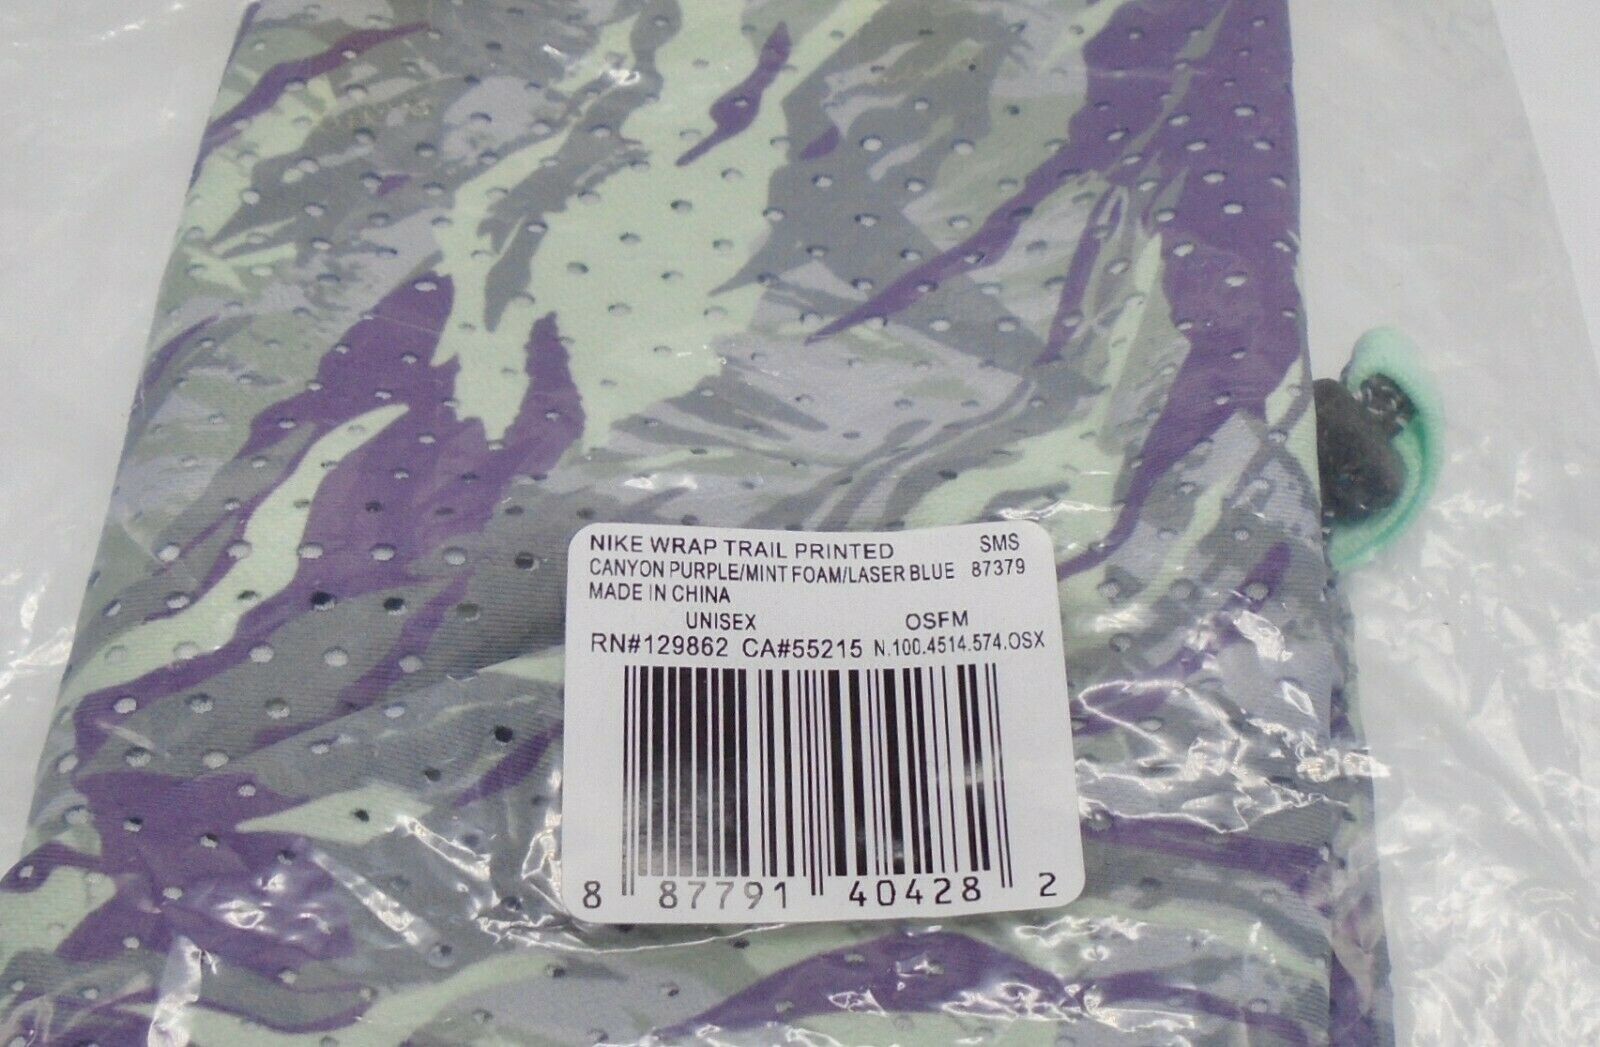 NIKE WRAP TRAIL PRINTED SMS
CANYON PURPLE/MINT FOAM/LASER BLUE 87379
MADE IN CHINA
UNISEX OSFM
RN#129862 CA#55215 N.100.4514.574.OSX
8 87791 40428 2